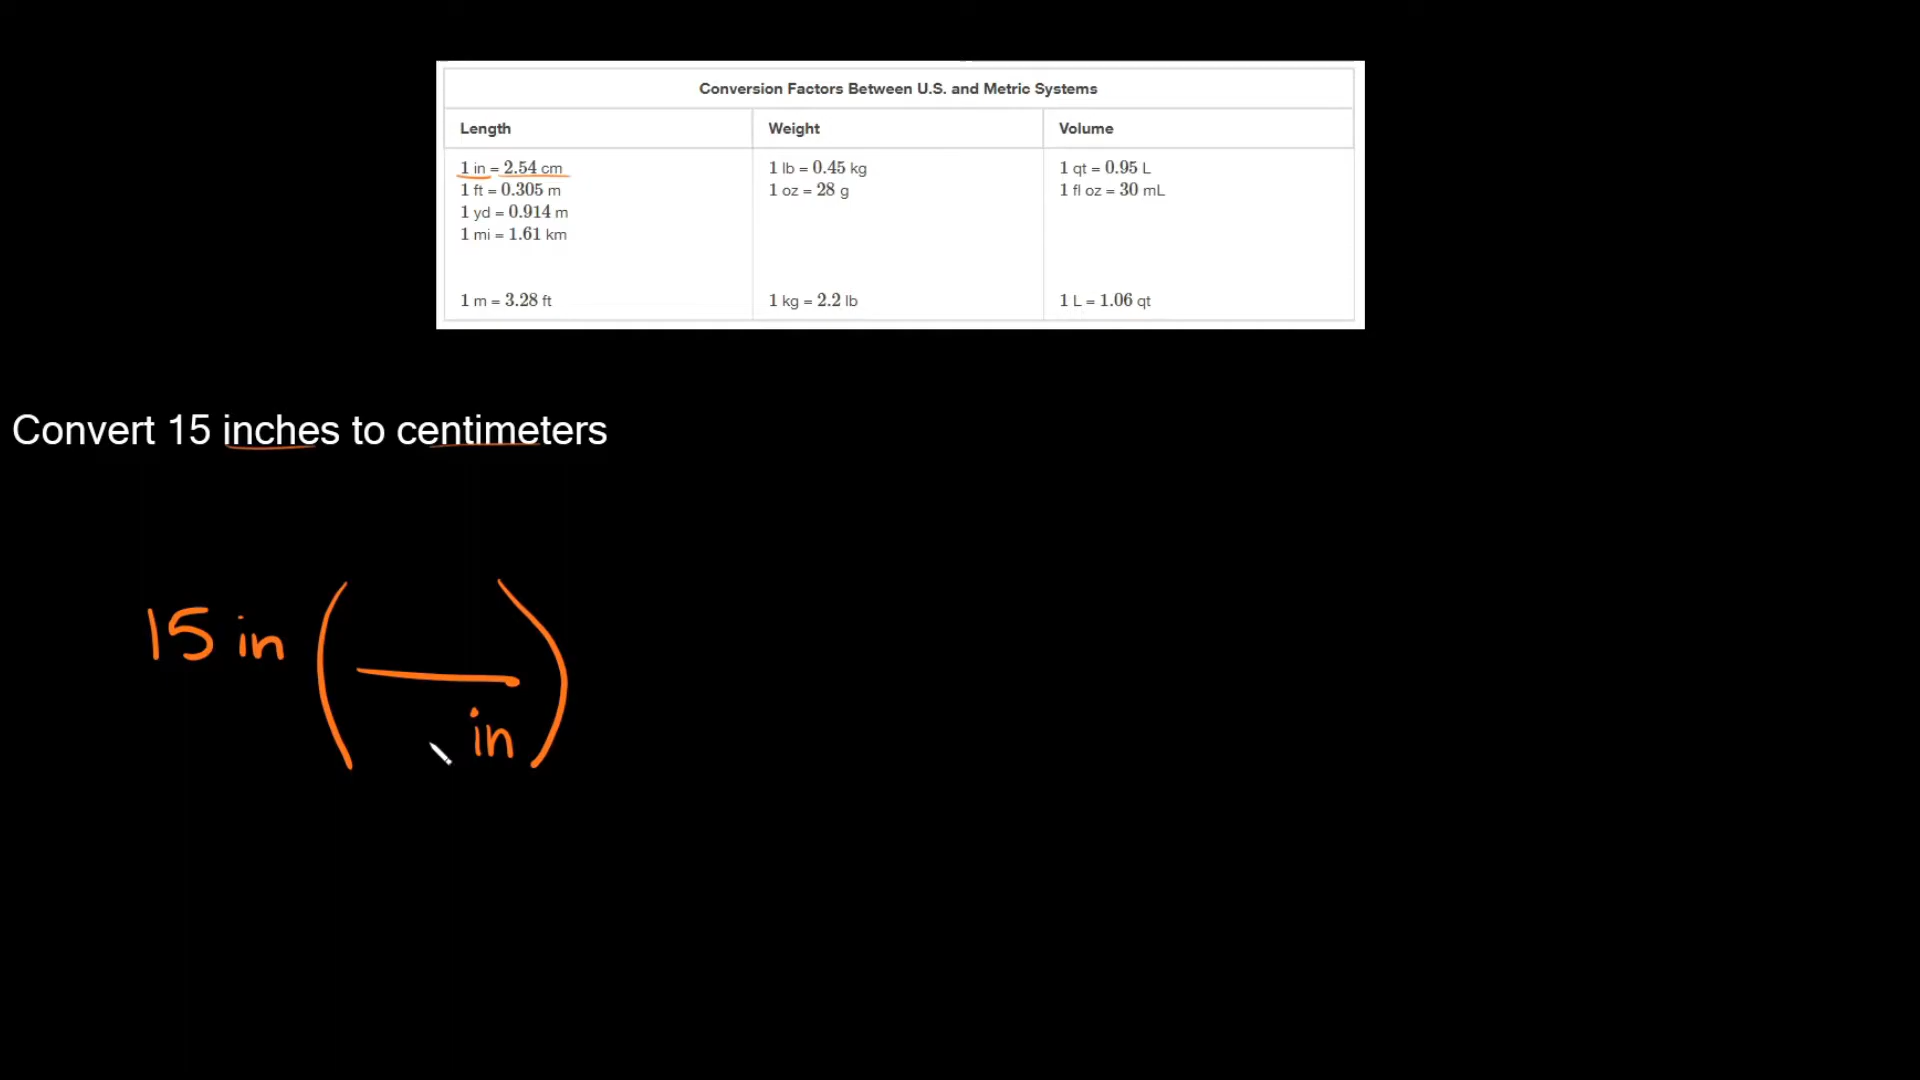 Conversion Factors Between U.S. and Metric Systems
Length Weight Volume
1 in = 2.54 cm 1 lb = 0.45 kg 1 qt = 0.95 L
1 ft = 0.305 m 1 oz = 28 g 1 fl oz = 30 mL
1 yd = 0.914 m
1 mi = 1.61 km
1 m = 3.28 ft 1 kg = 2.2 lb 1 L = 1.06 qt
Convert 15 inches to centimeters
15 in (
in )